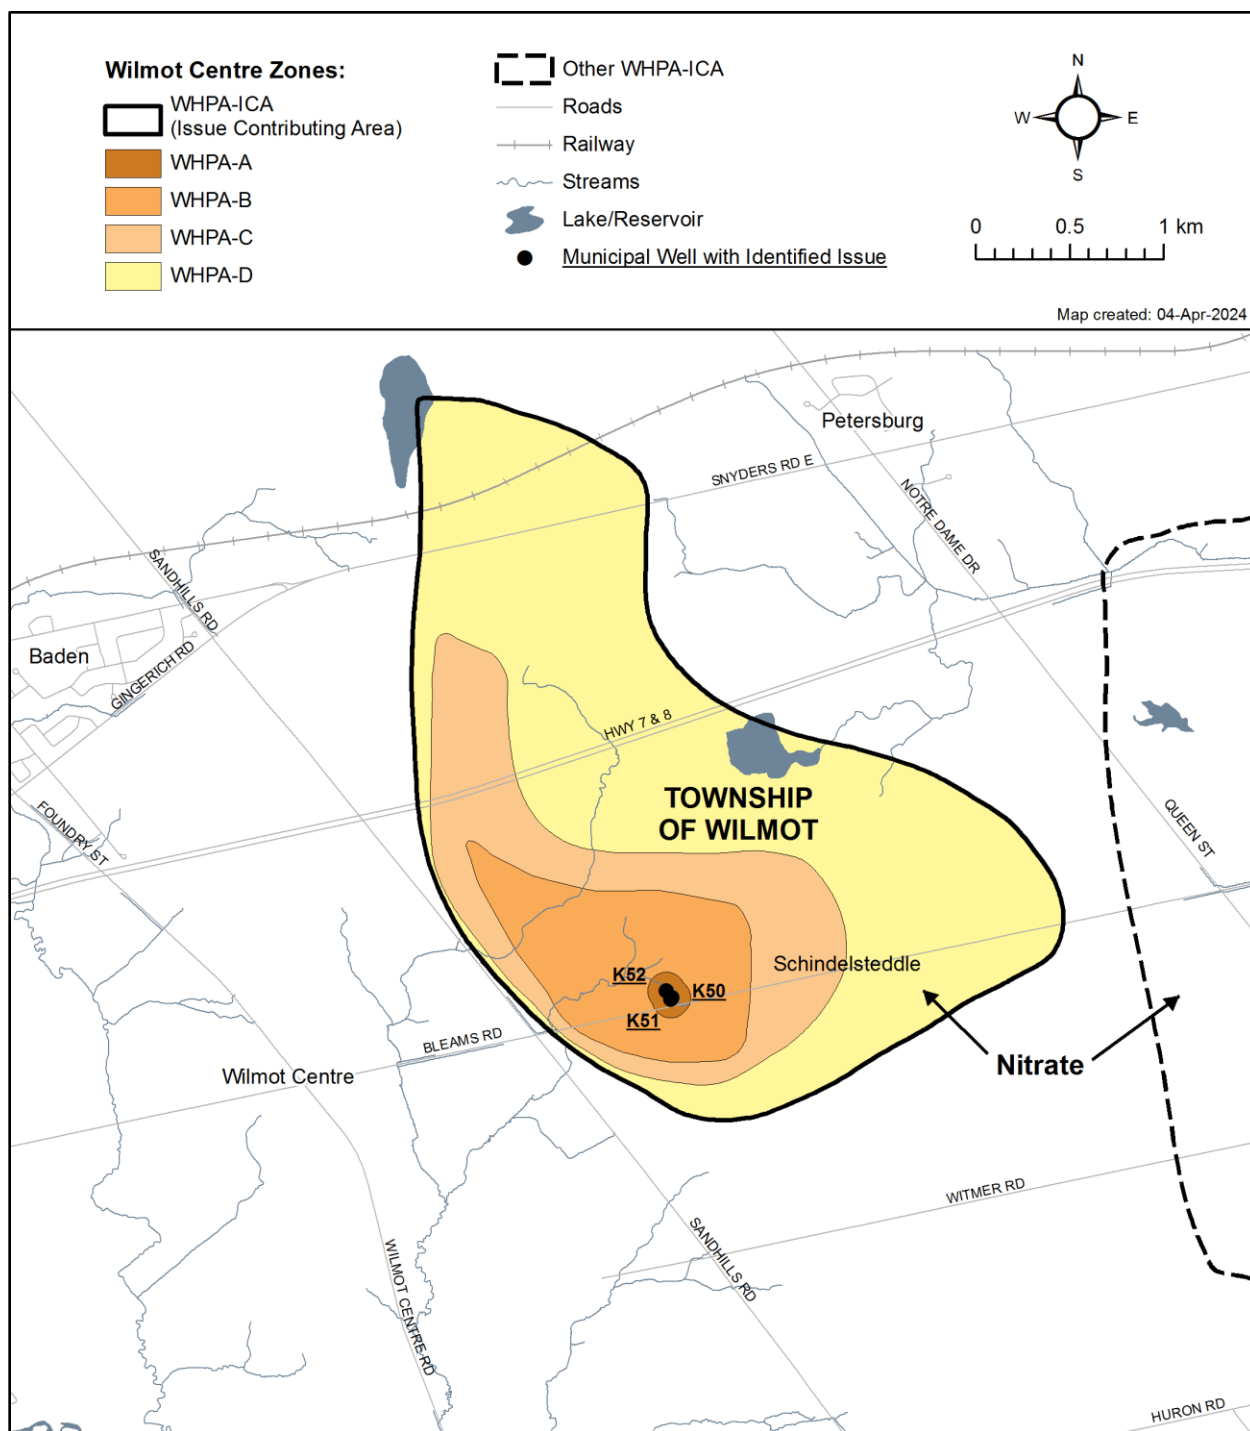 Wilmot Centre Zones:
WHPA-ICA
(Issue Contributing Area)
WHPA-A
WHPA-B
WHPA-C
WHPA-D
Other WHPA-ICA
Roads
Railway
Streams
Lake/Reservoir
Municipal Well with Identified Issue
N
W
E
S
0
0.5
1 km
Map created: 04-Apr-2024
Petersburg
SNYDERS RD E
NOTRE DAME DR
SANDHILLS RD
Baden
GINGERICH RD
HWY 7 & 8
TOWNSHIP
OF WILMOT
FOUNDRY ST
QUEEN ST
Schindelsteddle
K52
K50
K51
BLEAMS RD
Wilmot Centre
Nitrate
WITMER RD
SANDHILLS RD
WILMOT CENTRE RD
HURON RD